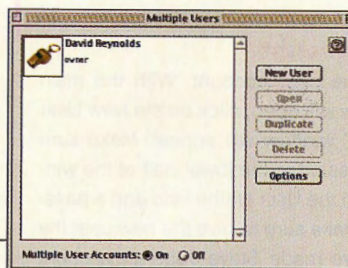 Multiple Users
David Reynolds
owner
New User
Open
Duplicate
Delete
Options
Multiple User Accounts: On Off